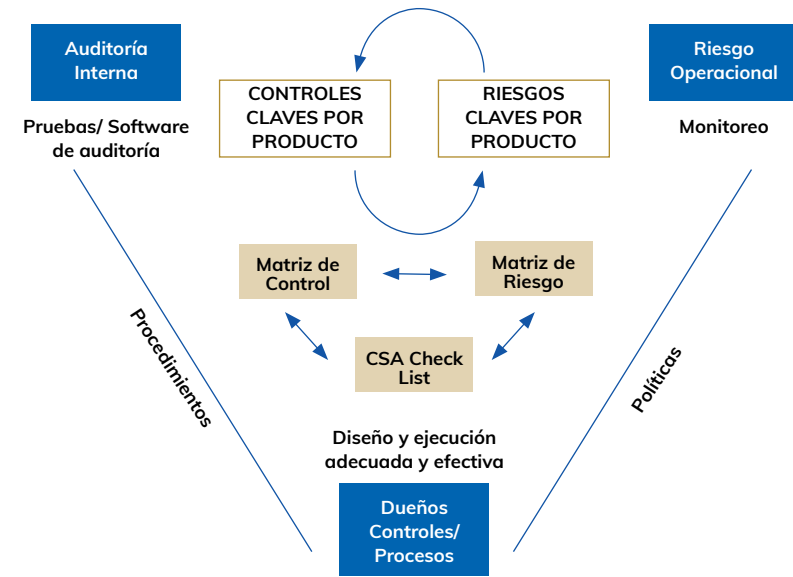 Auditoría
Interna
Riesgo
Operacional
CONTROLES
CLAVES POR
PRODUCTO
RIESGOS
CLAVES POR
PRODUCTO
Pruebas/ Software
de auditoría
Monitoreo
Matriz de
Control
Matriz de
Riesgo
CSA Check
List
Procedimientos
Políticas
Diseño y ejecución
adecuada y efectiva
Dueños
Controles/
Procesos